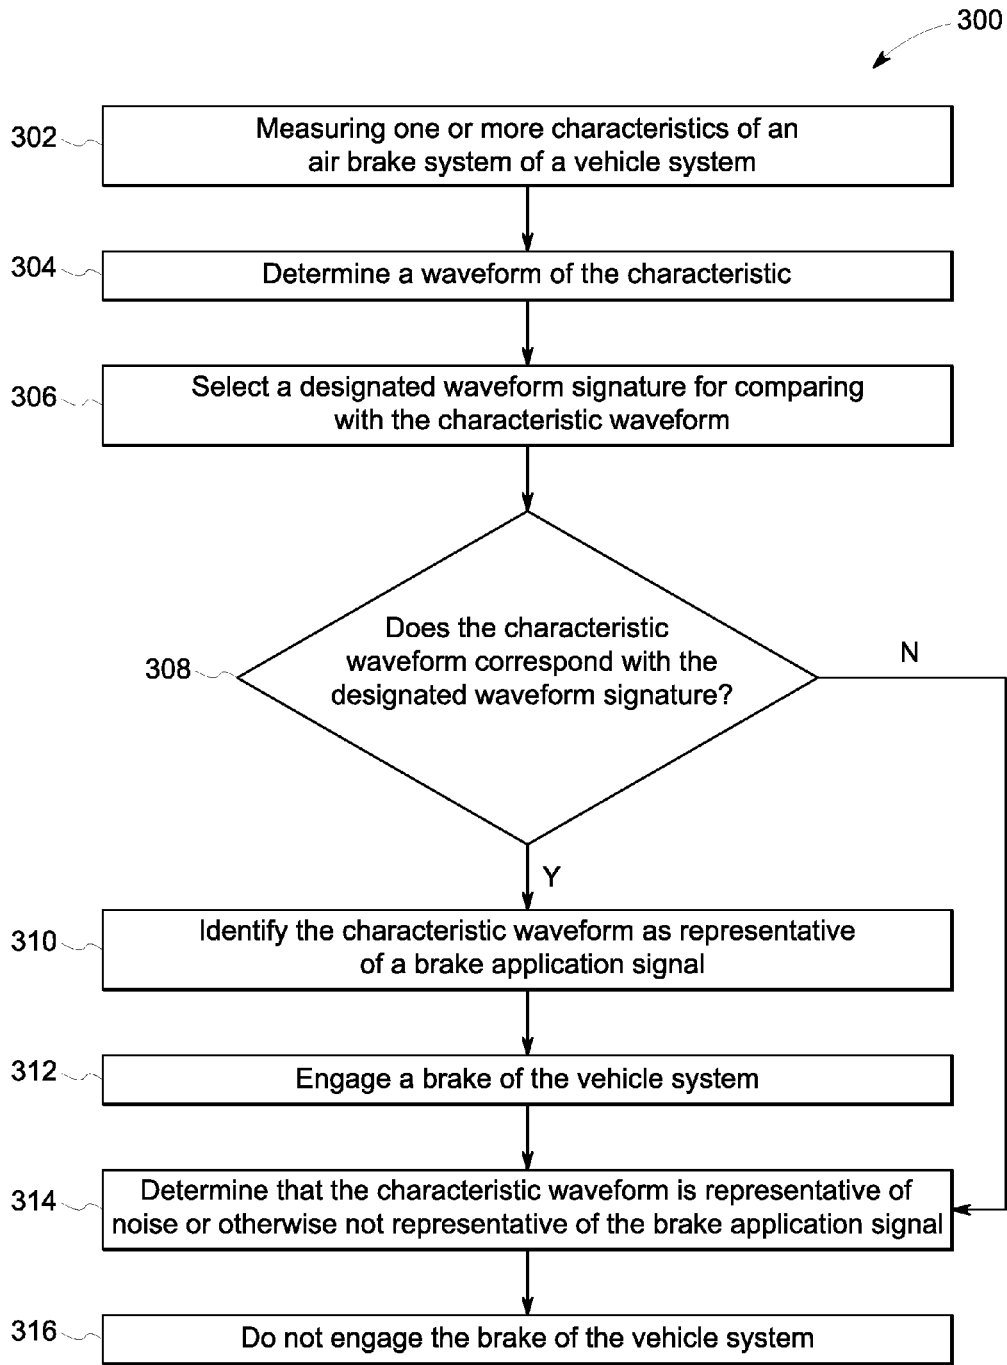 300
302
Measuring one or more characteristics of an
air brake system of a vehicle system
304
Determine a waveform of the characteristic
306
Select a designated waveform signature for comparing
with the characteristic waveform
308
Does the characteristic
waveform correspond with the
designated waveform signature?
N
Y
310
Identify the characteristic waveform as representative
of a brake application signal
312
Engage a brake of the vehicle system
314
Determine that the characteristic waveform is representative of
noise or otherwise not representative of the brake application signal
316
Do not engage the brake of the vehicle system